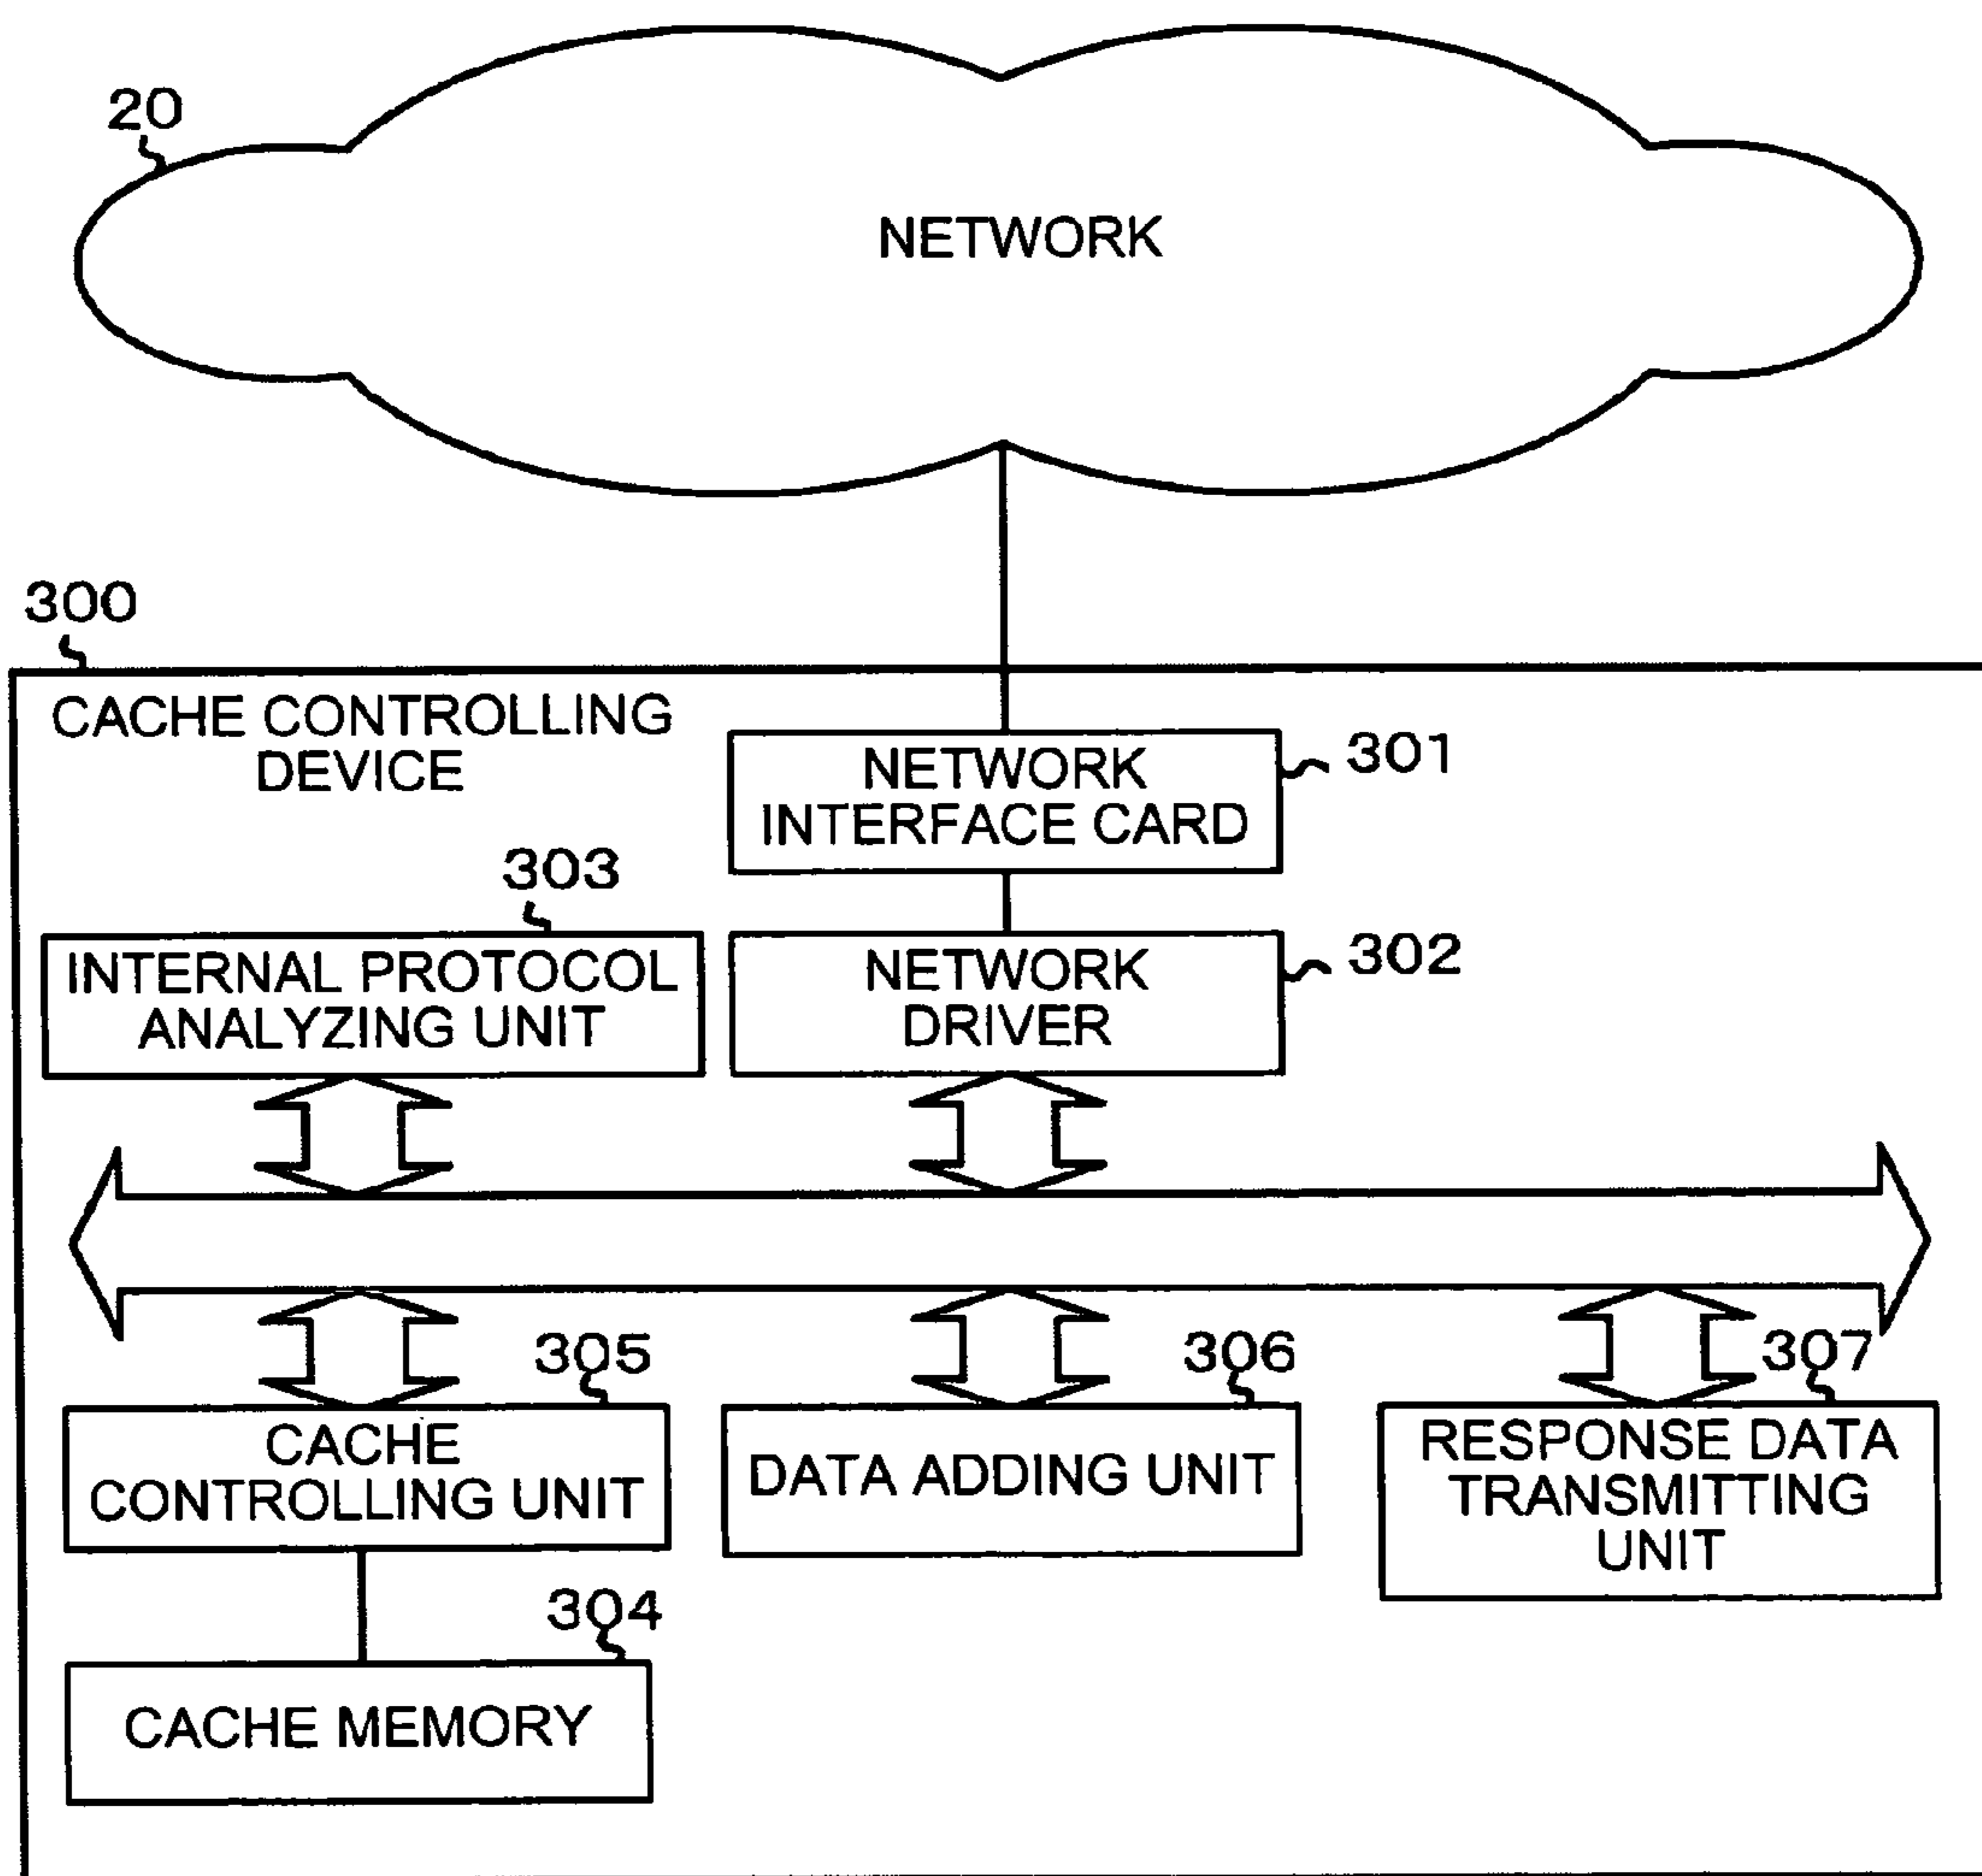 20
NETWORK
300
CACHE CONTROLLING
DEVICE
NETWORK
INTERFACE CARD
301
303
INTERNAL PROTOCOL
ANALYZING UNIT
NETWORK
DRIVER
302
305
CACHE
CONTROLLING UNIT
306
DATA ADDING UNIT
307
RESPONSE DATA
TRANSMITTING
UNIT
304
CACHE MEMORY